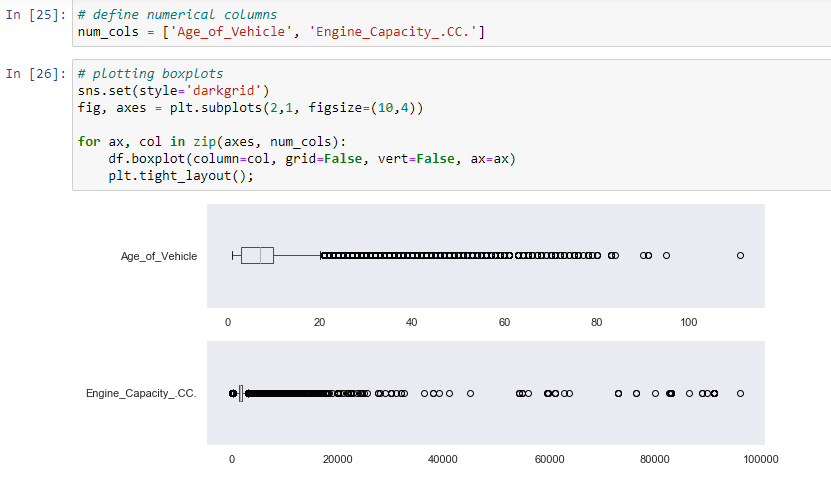 In [25]: # define numerical columns
num_cols = ['Age_of_Vehicle', 'Engine_Capacity_.CC.']
In [26]: # plotting boxplots
sns.set(style='darkgrid')
fig, axes = plt.subplots(2,1, figsize=(10,4))
for ax, col in zip(axes, num_cols):
    df.boxplot(column=col, grid=False, vert=False, ax=ax)
    plt.tight_layout();
Age_of_Vehicle
0 20 40 60 80 100
Engine_Capacity_.CC.
0 20000 40000 60000 80000 100000